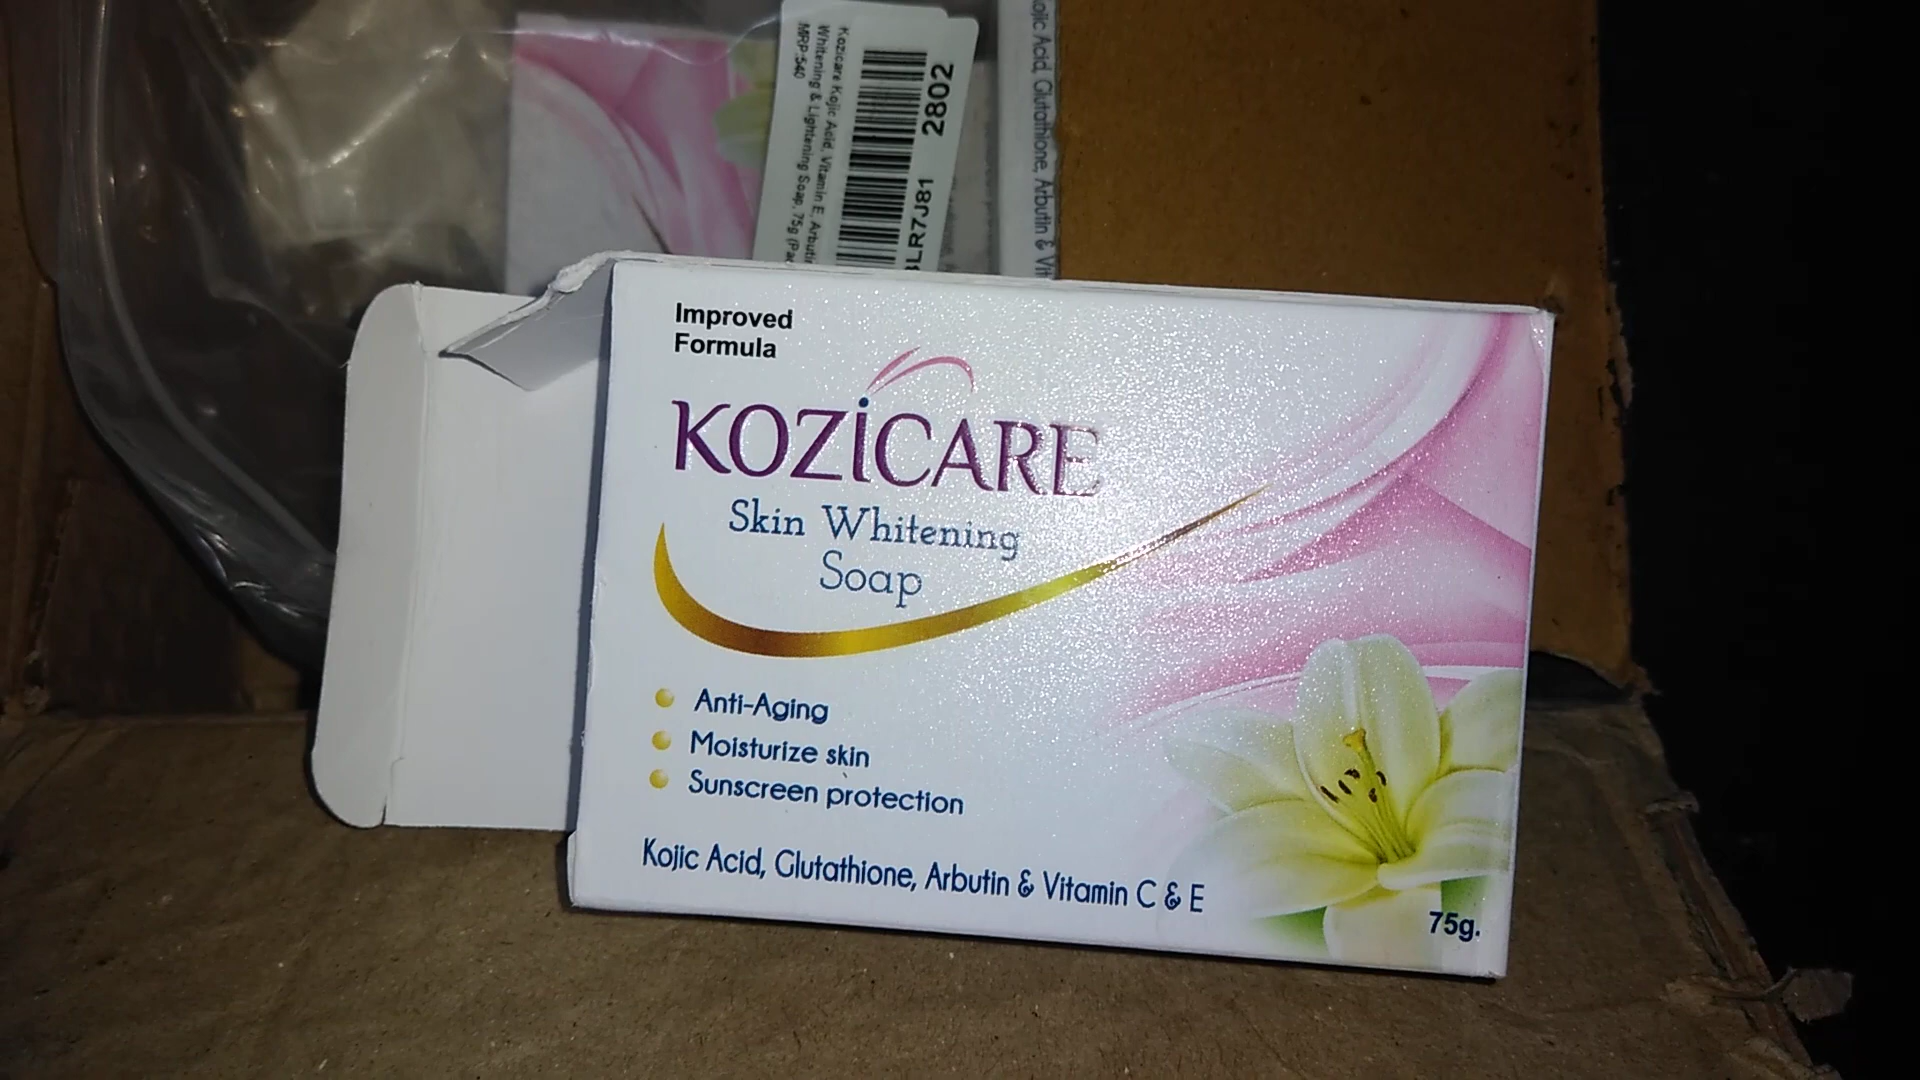 Kozicare Kojic Acid, Vitamin E, Arbutin
Whitening & Lightening Soap, 75g
MRP:540
2802
LR7J81
Kojic Acid, Glutathione, Arbutin &
Improved
Formula
KOZiCARE
Skin Whitening
Soap
Anti-Aging
Moisturize skin
Sunscreen protection
Kojic Acid, Glutathione, Arbutin & Vitamin C & E
75g.